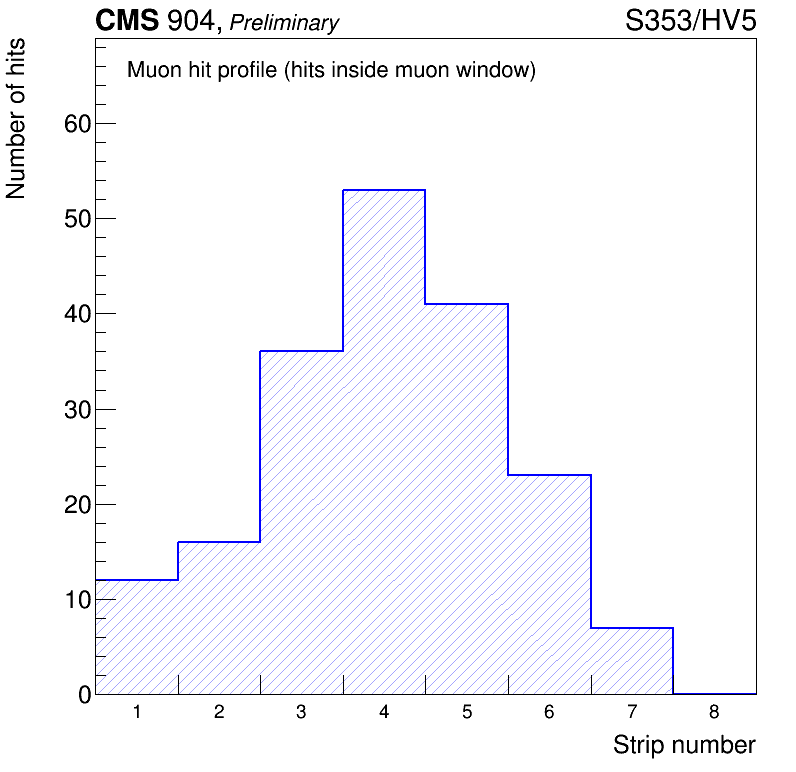 CMS 904, Preliminary
S353/HV5
Number of hits
Muon hit profile (hits inside muon window)
60
50
40
30
20
10
0
1 2 3 4 5 6 7 8
Strip number